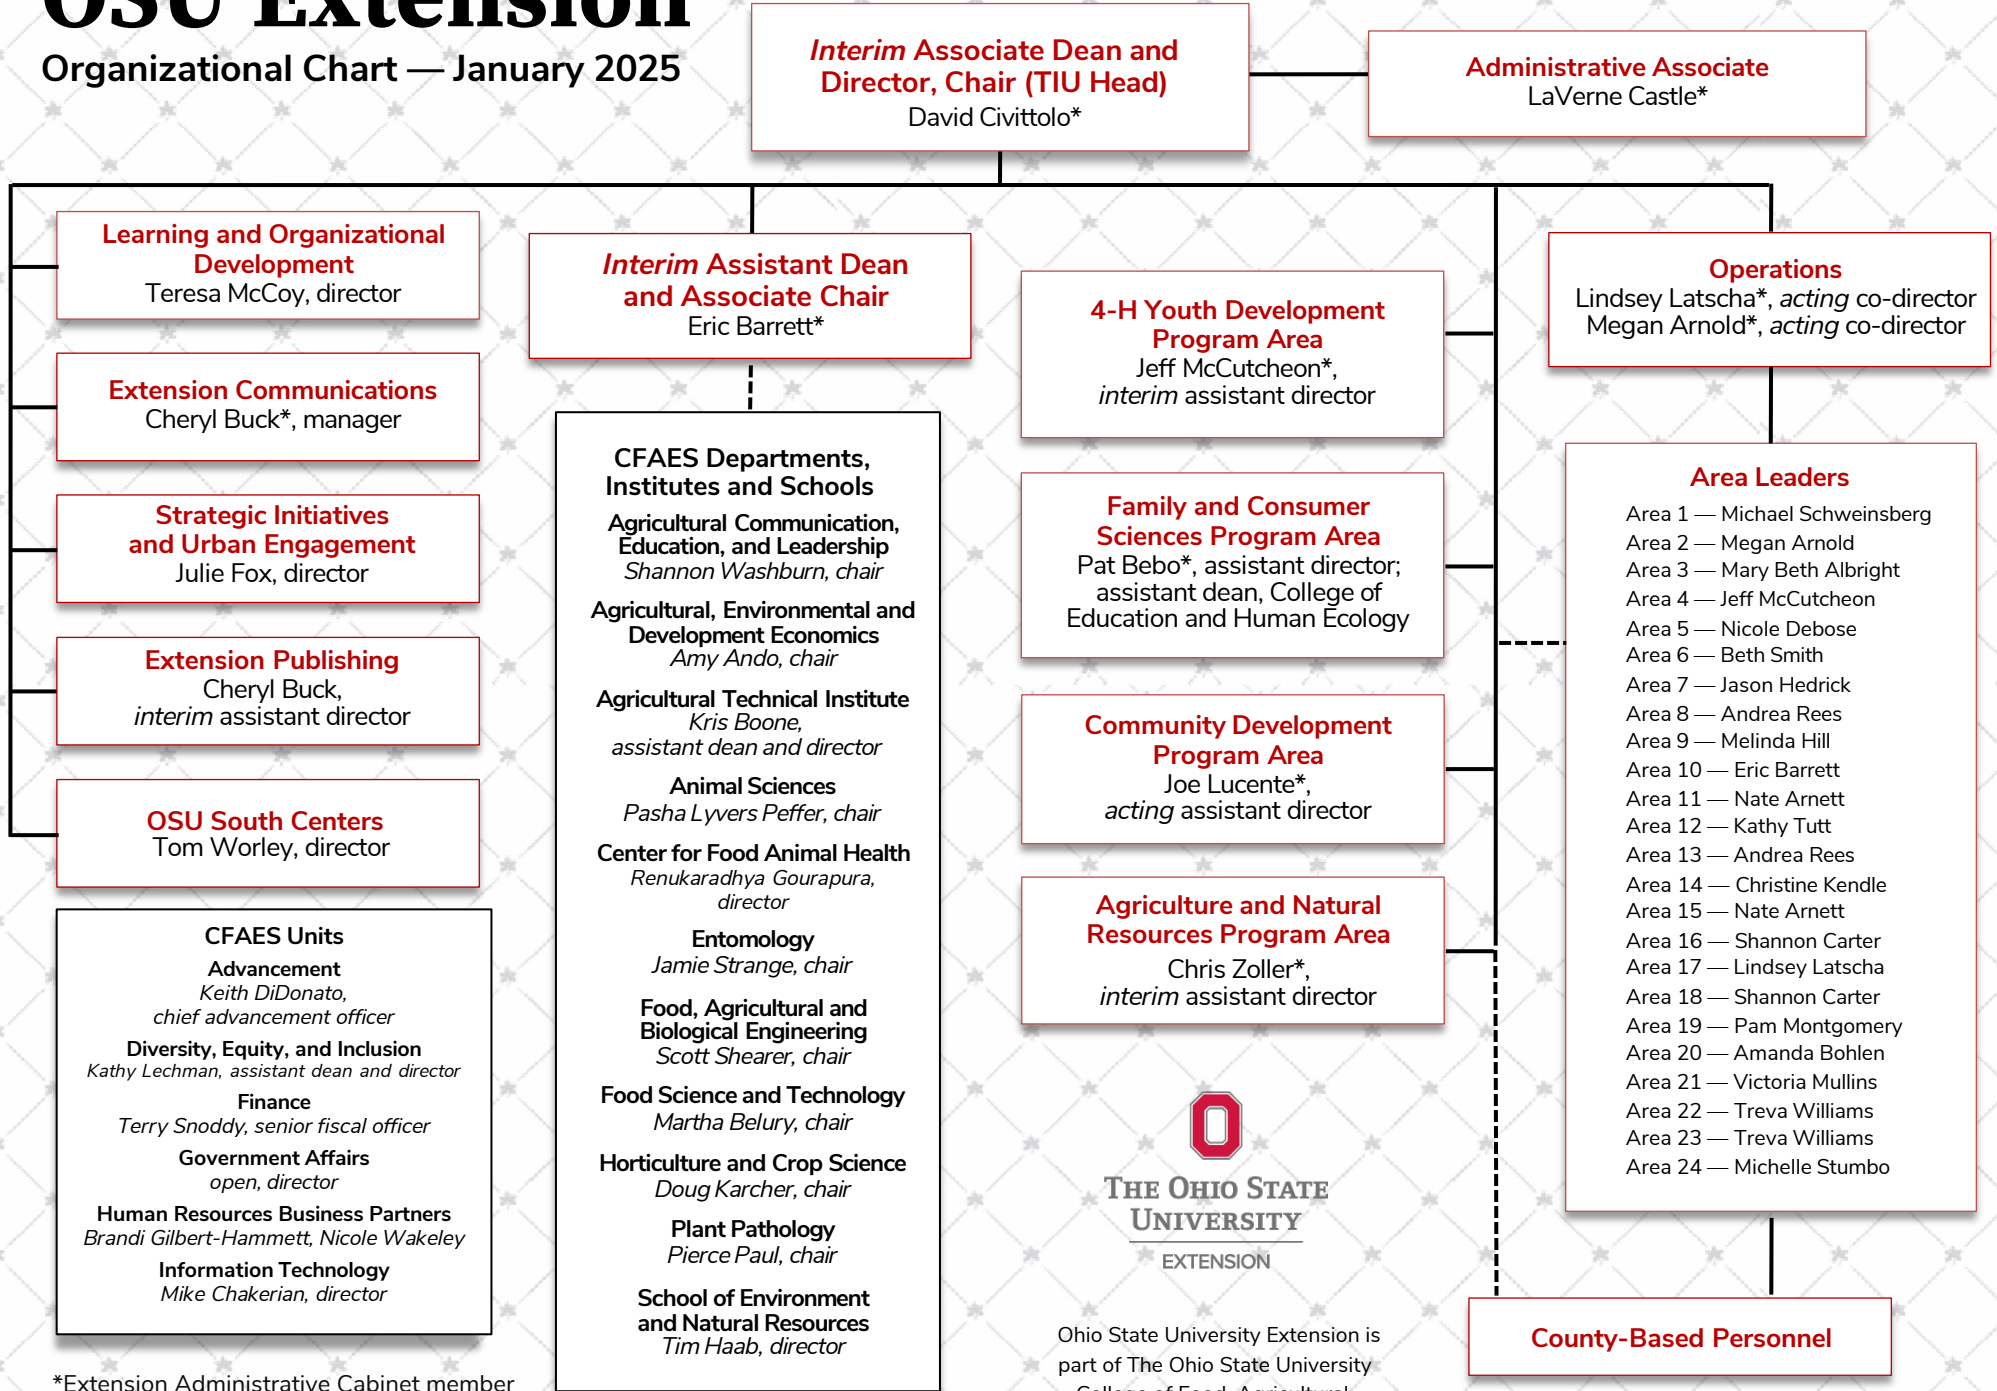 OSU Extension
Organizational Chart — January 2025
Interim Associate Dean and
Director, Chair (TIU Head)
David Civittolo*
Administrative Associate
LaVerne Castle*
Learning and Organizational
Development
Teresa McCoy, director
Extension Communications
Cheryl Buck*, manager
Strategic Initiatives
and Urban Engagement
Julie Fox, director
Extension Publishing
Cheryl Buck,
interim assistant director
OSU South Centers
Tom Worley, director
CFAES Units
Advancement
Keith DiDonato,
chief advancement officer
Diversity, Equity, and Inclusion
Kathy Lechman, assistant dean and director
Finance
Terry Snoddy, senior fiscal officer
Government Affairs
open, director
Human Resources Business Partners
Brandi Gilbert-Hammett, Nicole Wakeley
Information Technology
Mike Chakerian, director
*Extension Administrative Cabinet member
Interim Assistant Dean
and Associate Chair
Eric Barrett*
CFAES Departments,
Institutes and Schools
Agricultural Communication,
Education, and Leadership
Shannon Washburn, chair
Agricultural, Environmental and
Development Economics
Amy Ando, chair
Agricultural Technical Institute
Kris Boone,
assistant dean and director
Animal Sciences
Pasha Lyvers Peffer, chair
Center for Food Animal Health
Renukaradhya Gourapura,
director
Entomology
Jamie Strange, chair
Food, Agricultural and
Biological Engineering
Scott Shearer, chair
Food Science and Technology
Martha Belury, chair
Horticulture and Crop Science
Doug Karcher, chair
Plant Pathology
Pierce Paul, chair
School of Environment
and Natural Resources
Tim Haab, director
4-H Youth Development
Program Area
Jeff McCutcheon*,
interim assistant director
Family and Consumer
Sciences Program Area
Pat Bebo*, assistant director;
assistant dean, College of
Education and Human Ecology
Community Development
Program Area
Joe Lucente*,
acting assistant director
Agriculture and Natural
Resources Program Area
Chris Zoller*,
interim assistant director
THE OHIO STATE
UNIVERSITY
EXTENSION
Ohio State University Extension is
part of The Ohio State University
College of Food, Agricultural,
Operations
Lindsey Latscha*, acting co-director
Megan Arnold*, acting co-director
Area Leaders
Area 1 — Michael Schweinsberg
Area 2 — Megan Arnold
Area 3 — Mary Beth Albright
Area 4 — Jeff McCutcheon
Area 5 — Nicole Debose
Area 6 — Beth Smith
Area 7 — Jason Hedrick
Area 8 — Andrea Rees
Area 9 — Melinda Hill
Area 10 — Eric Barrett
Area 11 — Nate Arnett
Area 12 — Kathy Tutt
Area 13 — Andrea Rees
Area 14 — Christine Kendle
Area 15 — Nate Arnett
Area 16 — Shannon Carter
Area 17 — Lindsey Latscha
Area 18 — Shannon Carter
Area 19 — Pam Montgomery
Area 20 — Amanda Bohlen
Area 21 — Victoria Mullins
Area 22 — Treva Williams
Area 23 — Treva Williams
Area 24 — Michelle Stumbo
County-Based Personnel